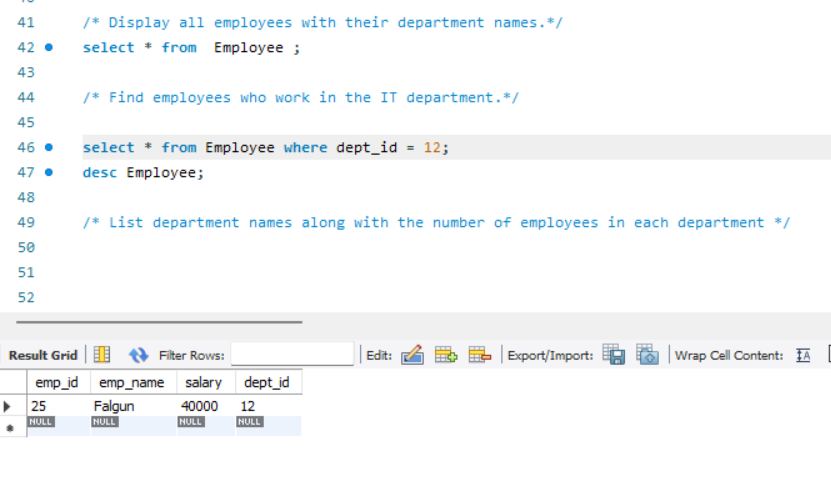 41 /* Display all employees with their department names.*/
42 select * from  Employee ;
43
44 /* Find employees who work in the IT department.*/
45
46 select * from Employee where dept_id = 12;
47 desc Employee;
48
49 /* List department names along with the number of employees in each department */
50
51
52
Result Grid Filter Rows: Edit: Export/Import: Wrap Cell Content: IA
emp_id emp_name salary dept_id
25 Falgun 40000 12
NULL NULL NULL NULL